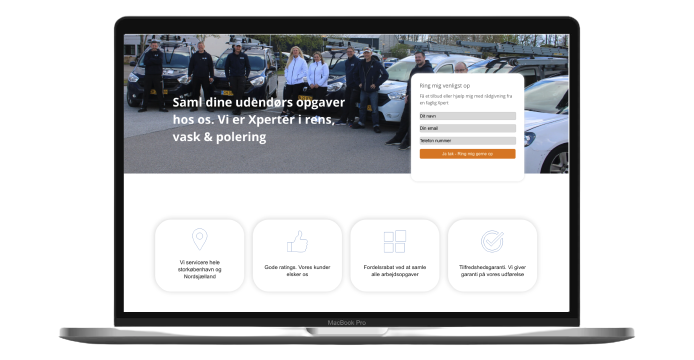 Saml dine udendørs opgaver
hos os. Vi er Xperter i rens,
vask & polering
Ring mig venligst op
Få et tilbud eller hjælp mig med rådgivning fra
en faglig Xpert
Dit navn
Din email
Telefon nummer
Ja tak - Ring mig gerne op
Vi servicere hele
storkøbenhavn og
Nordsjælland
Gode ratings. Vores kunder
elsker os
Fordelsrabat ved at samle
alle arbejdsopgaver
Tilfredshedsgaranti. Vi giver
garanti på vores udførelse
MacBook Pro